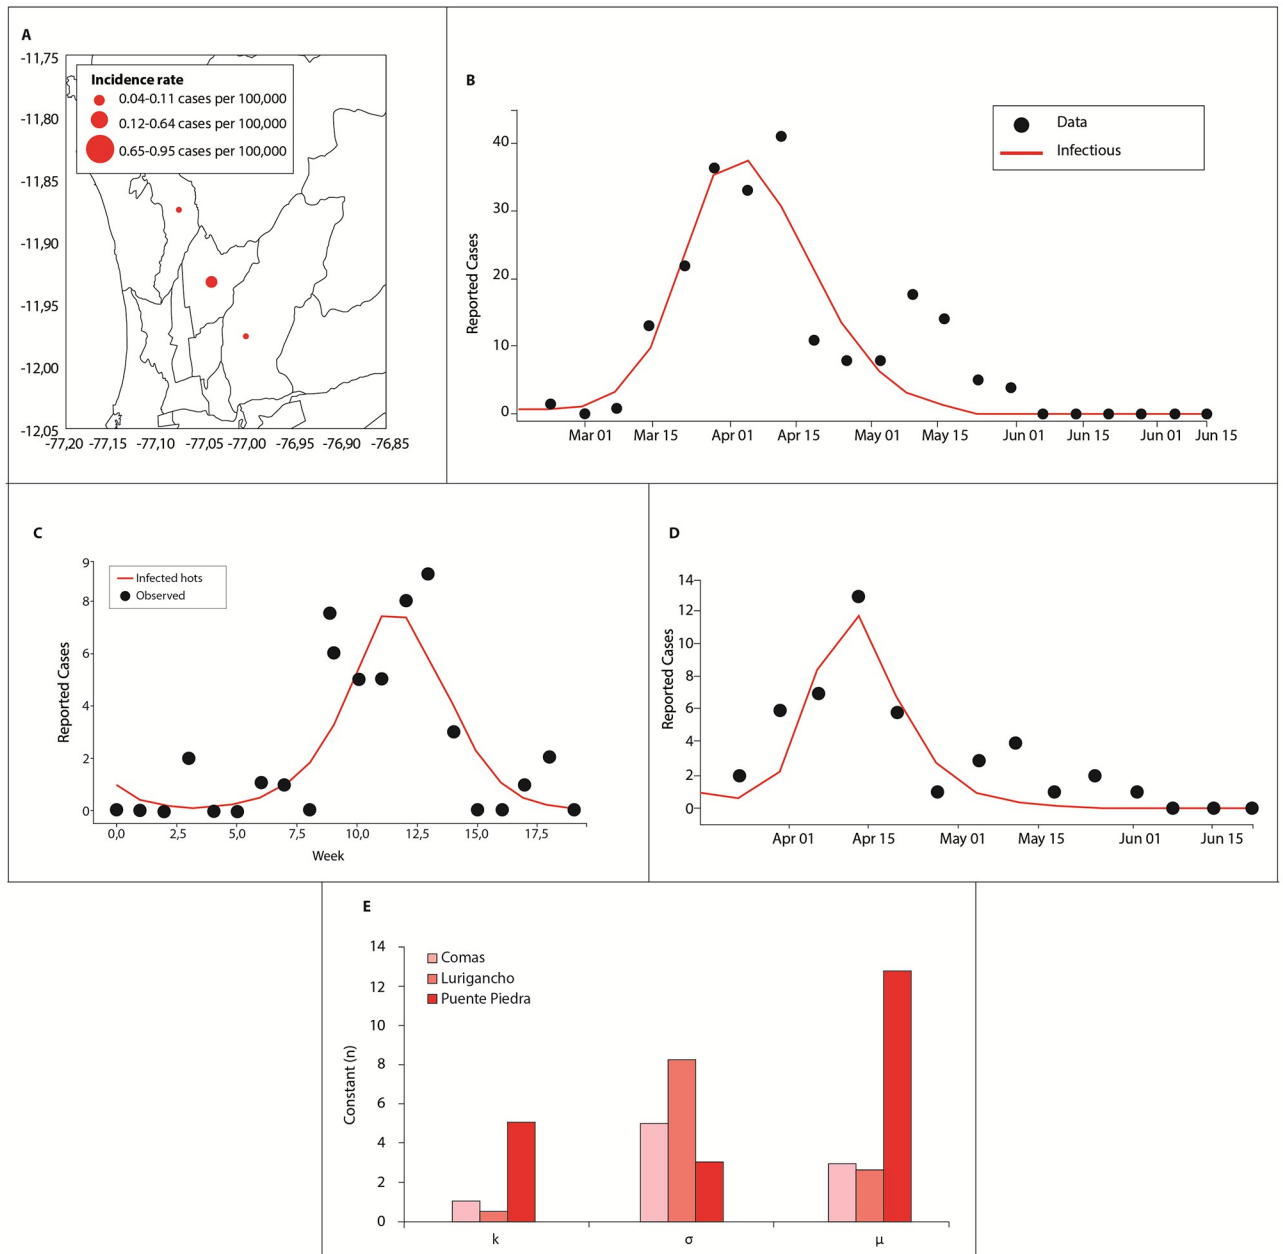 A
-11,75
-11,80
-11,85
-11,90
-11,95
-12,00
-12,05
Incidence rate
0.04-0.11 cases per 100,000
0.12-0.64 cases per 100,000
0.65-0.95 cases per 100,000
-77,20 -77,15 -77,10 -77,05 -77,00 -76,95 -76,90 -76,85
B
Reported Cases
40
30
20
10
0
Data
Infectious
Mar 01 Mar 15 Apr 01 Apr 15 May 01 May 15 Jun 01 Jun 15 Jun 01 Jun 15
C
Reported Cases
9
8
6
4
2
0
Infected hots
Observed
0,0 2,5 5,0 7,5 10,0 12,5 15,0 17,5
Week
D
Reported Cases
14
12
10
8
6
4
2
0
Apr 01 Apr 15 May 01 May 15 Jun 01 Jun 15
E
Constant (n)
14
12
10
8
6
4
2
0
Comas
Lurigancho
Puente Piedra
k σ μ